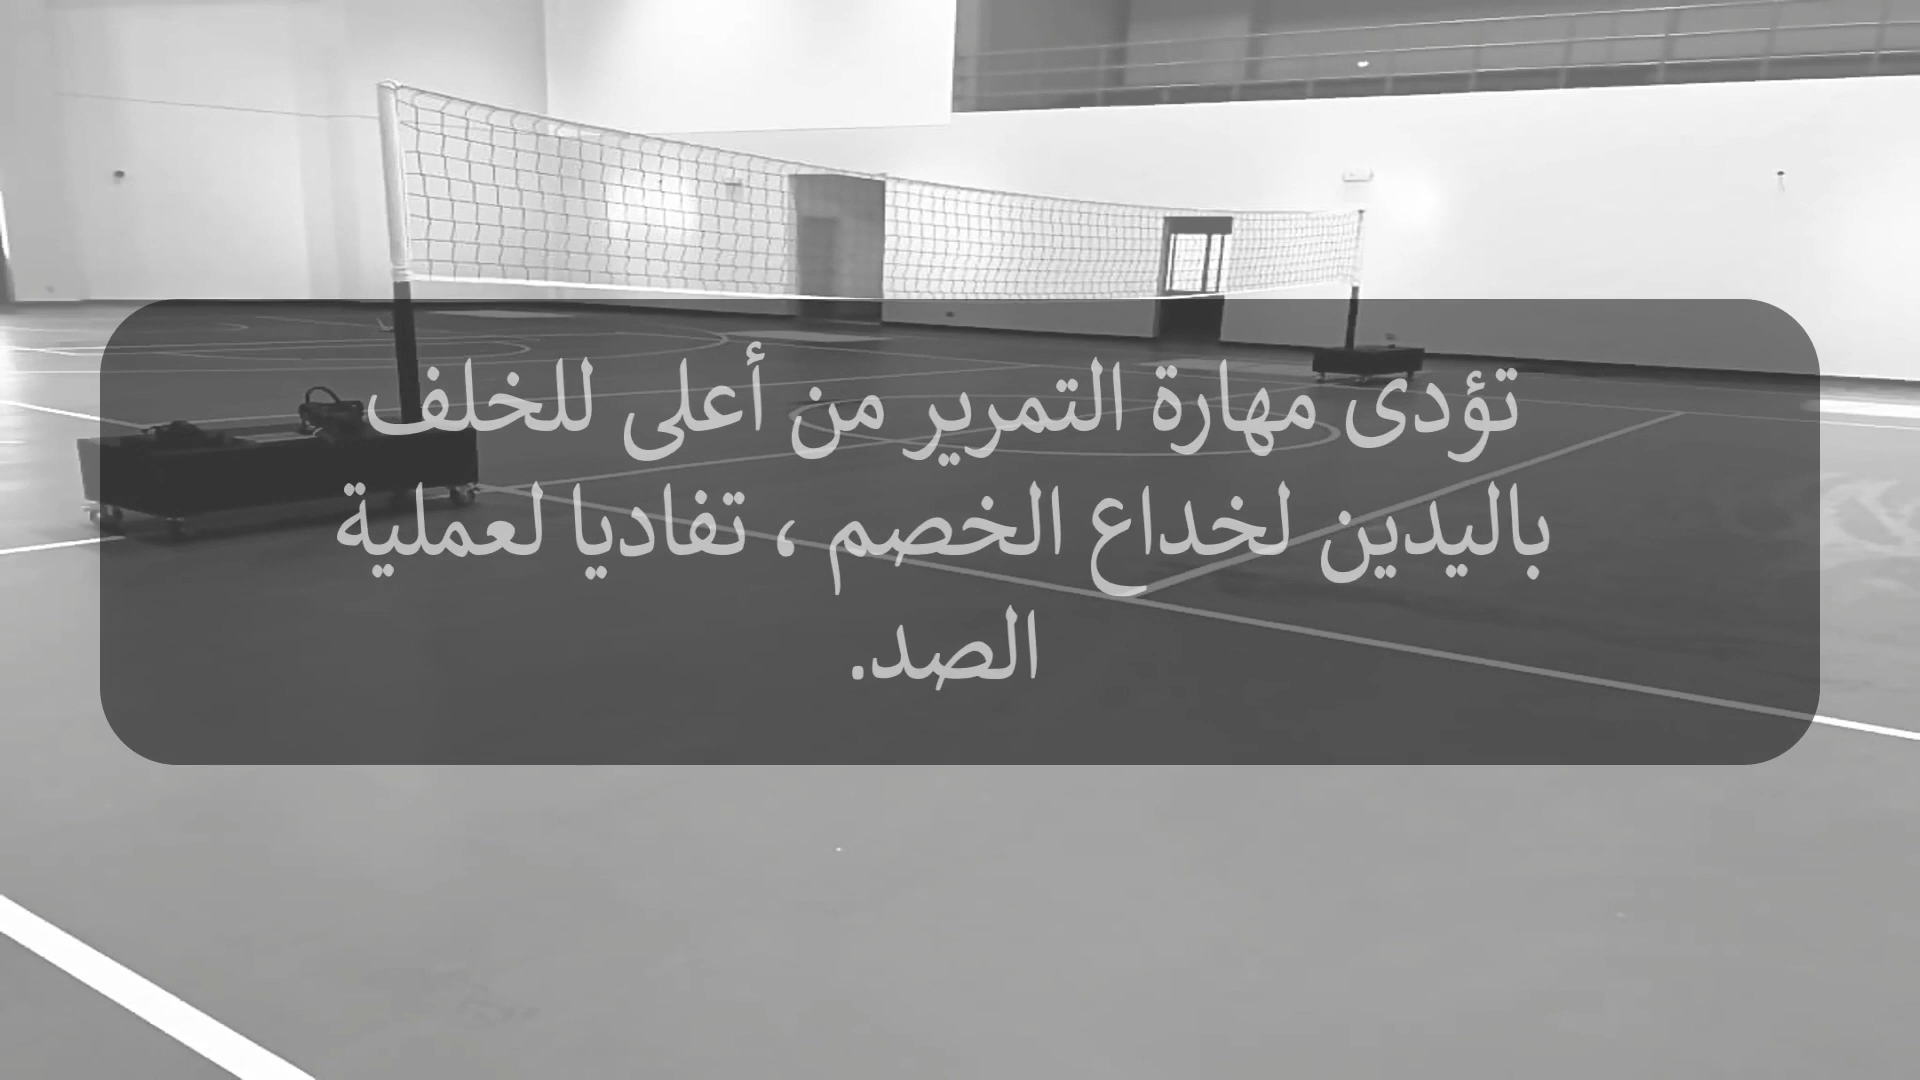 تؤدى مهارة التمرير من أعلى للخلف
باليدين لخداع الخصم ، تفاديا لعملية
الصد.